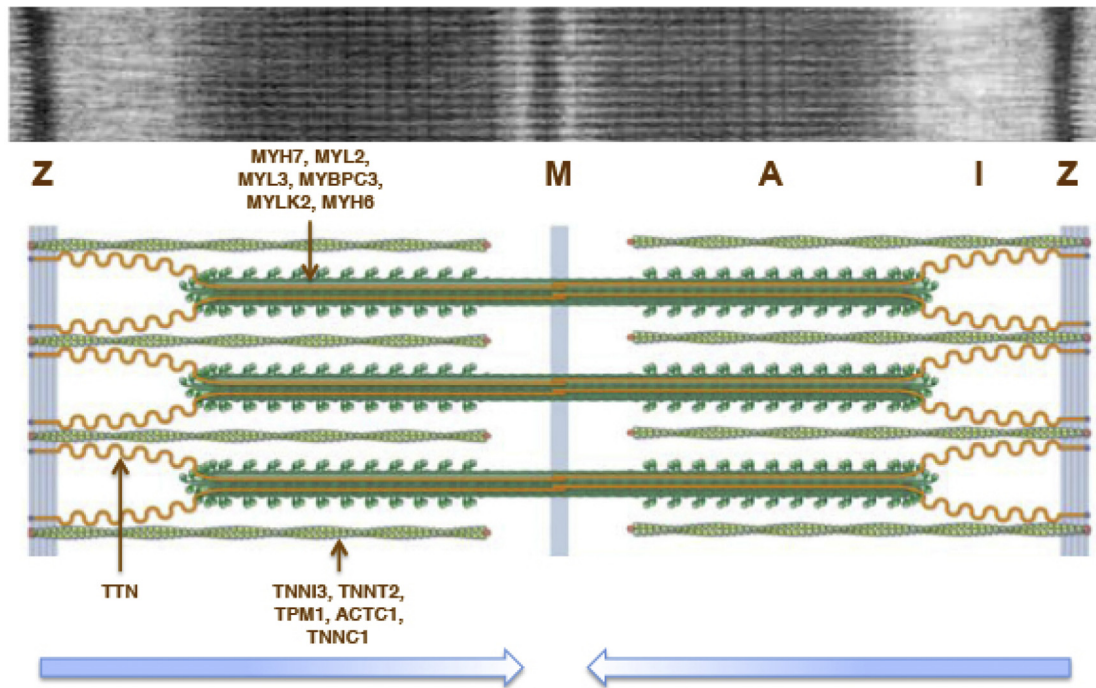 Z
MYH7, MYL2,
MYL3, MYBPC3,
MYLK2, MYH6
M
A
I
Z
TTN
TNNI3, TNNT2,
TPM1, ACTC1,
TNNC1